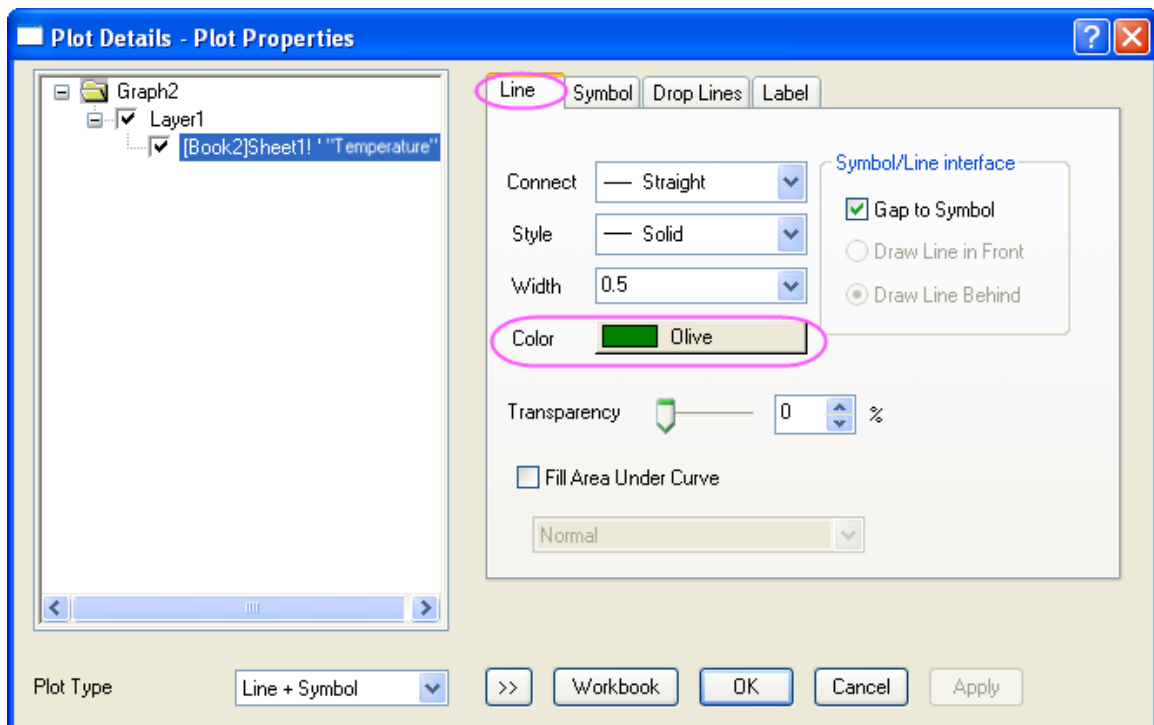 Plot Details - Plot Properties
Graph2
Layer1
[Book2]Sheet1! ' "Temperature"
Line
Symbol
Drop Lines
Label
Connect
Straight
Style
Solid
Width
0.5
Color
Olive
Symbol/Line interface
Gap to Symbol
Draw Line in Front
Draw Line Behind
Transparency
0
%
Fill Area Under Curve
Normal
Plot Type
Line + Symbol
>>
Workbook
OK
Cancel
Apply